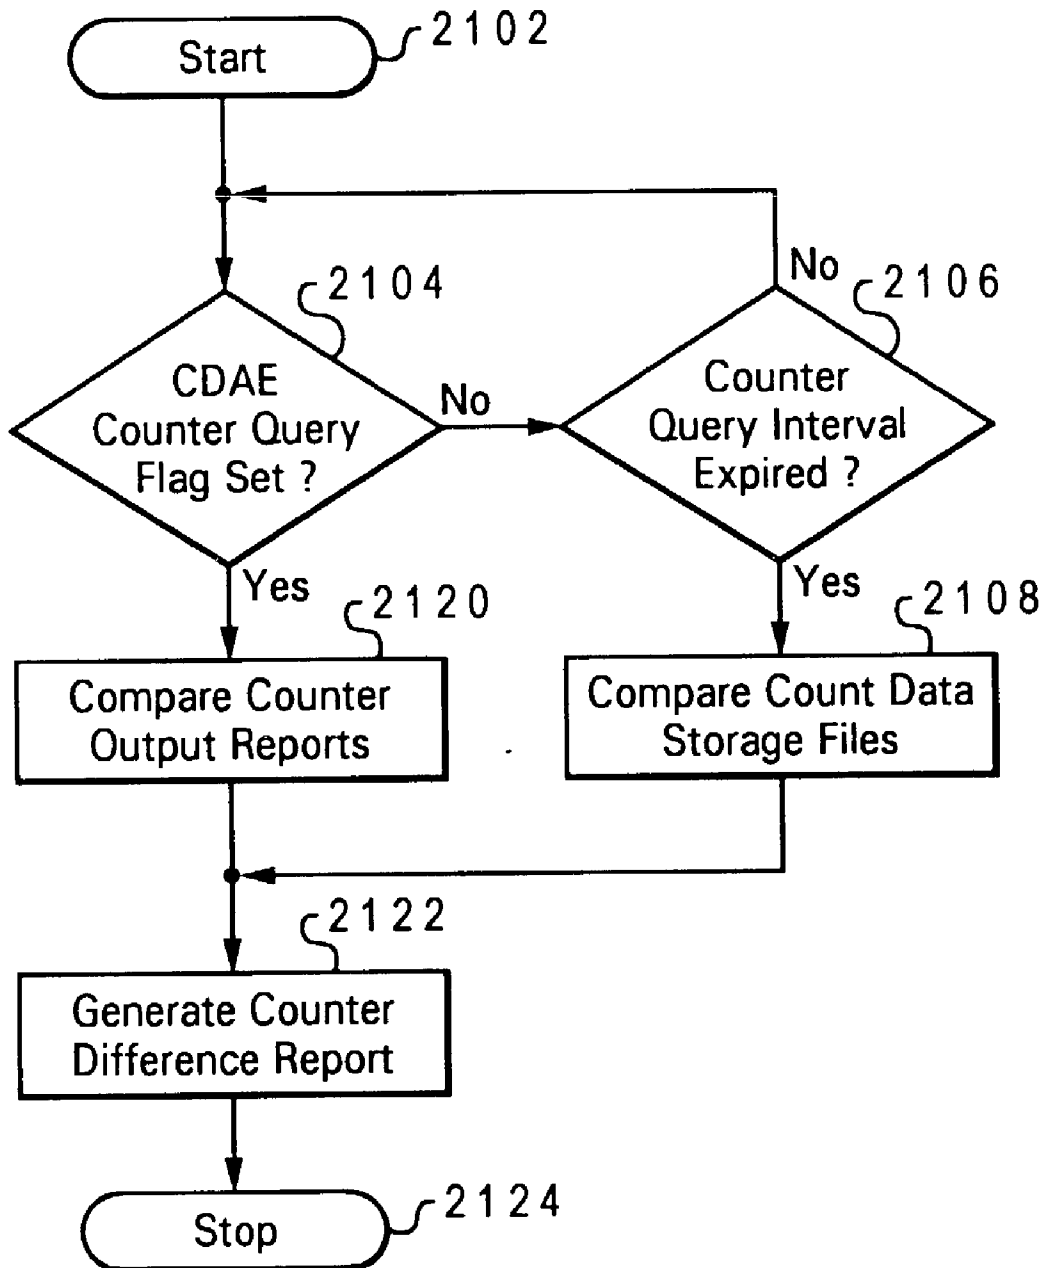 Start
2102
No
2104
2106
CDAE
Counter Query
Flag Set ?
No
Counter
Query Interval
Expired ?
Yes
Yes
2120
2108
Compare Counter
Output Reports
Compare Count Data
Storage Files
2122
Generate Counter
Difference Report
Stop
2124